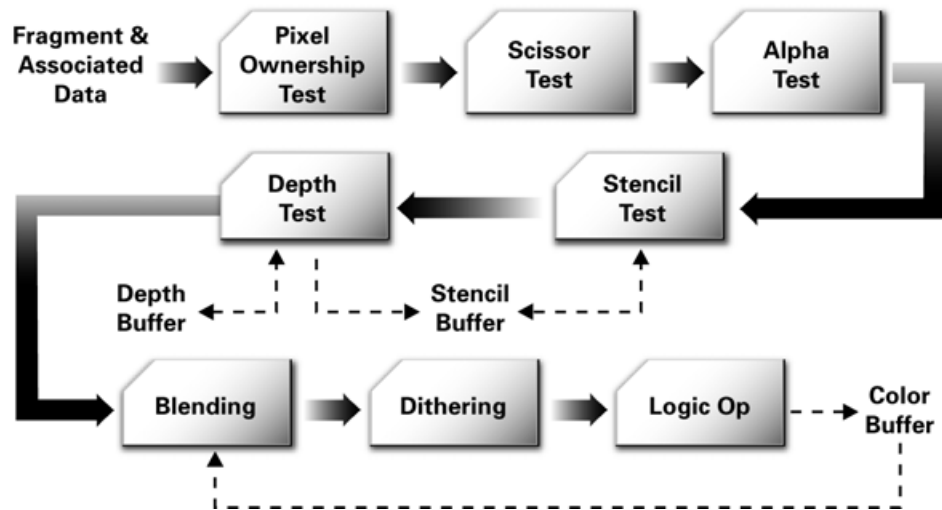 Fragment &
Associated
Data
Pixel
Ownership
Test
Scissor
Test
Alpha
Test
Depth
Test
Stencil
Test
Depth
Buffer
Stencil
Buffer
Blending
Dithering
Logic Op
Color
Buffer